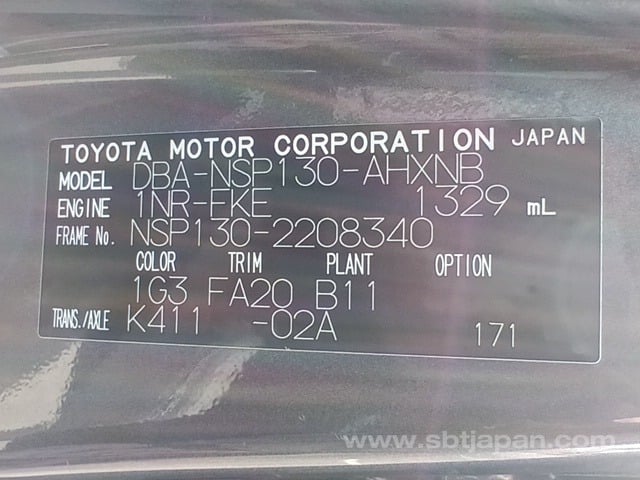 TOYOTA MOTOR CORPORATION JAPAN
MODEL DBA-NSP130-AHXNB
ENGINE 1NR-FKE 1329 mL
FRAME No. NSP130-2208340
COLOR TRIM PLANT OPTION
1G3 FA20 B11
TRANS./AXLE K411 -02A 171
www.sbtjapan.com